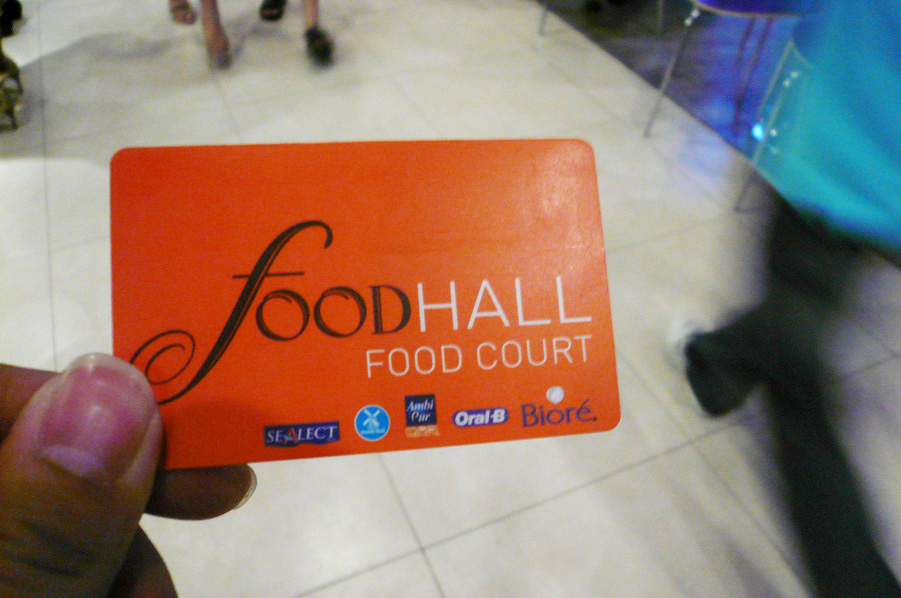 foodHALL
FOOD COURT
SEALECT
Ambi Pur
Oral-B
Bioré.